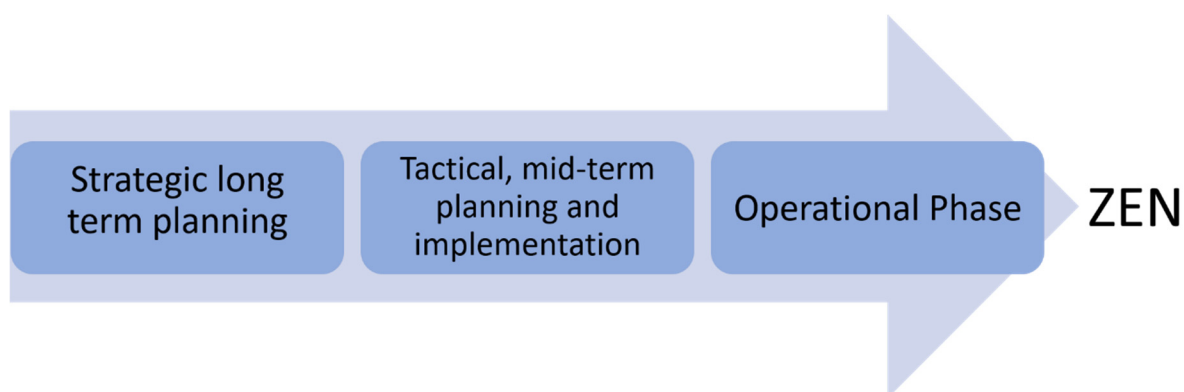 Strategic long
term planning
Tactical, mid-term
planning and
implementation
Operational Phase
ZEN